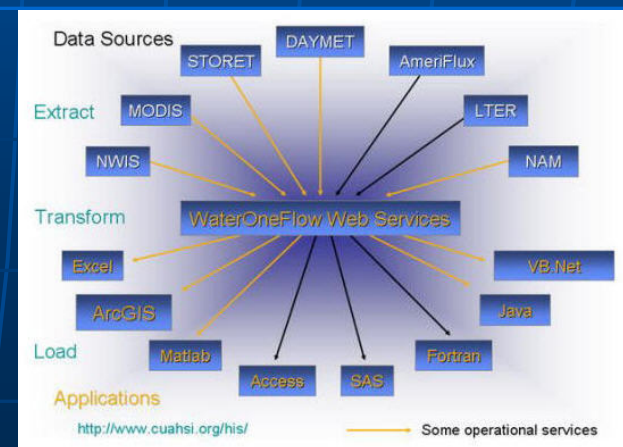 Data Sources
DAYMET
STORET
AmeriFlux
Extract
MODIS
LTER
NWIS
NAM
Transform
WaterOneFlow Web Services
Excel
VB.Net
ArcGIS
Java
Load
Matlab
Fortran
Access
SAS
Applications
http://www.cuahsi.org/his/
Some operational services